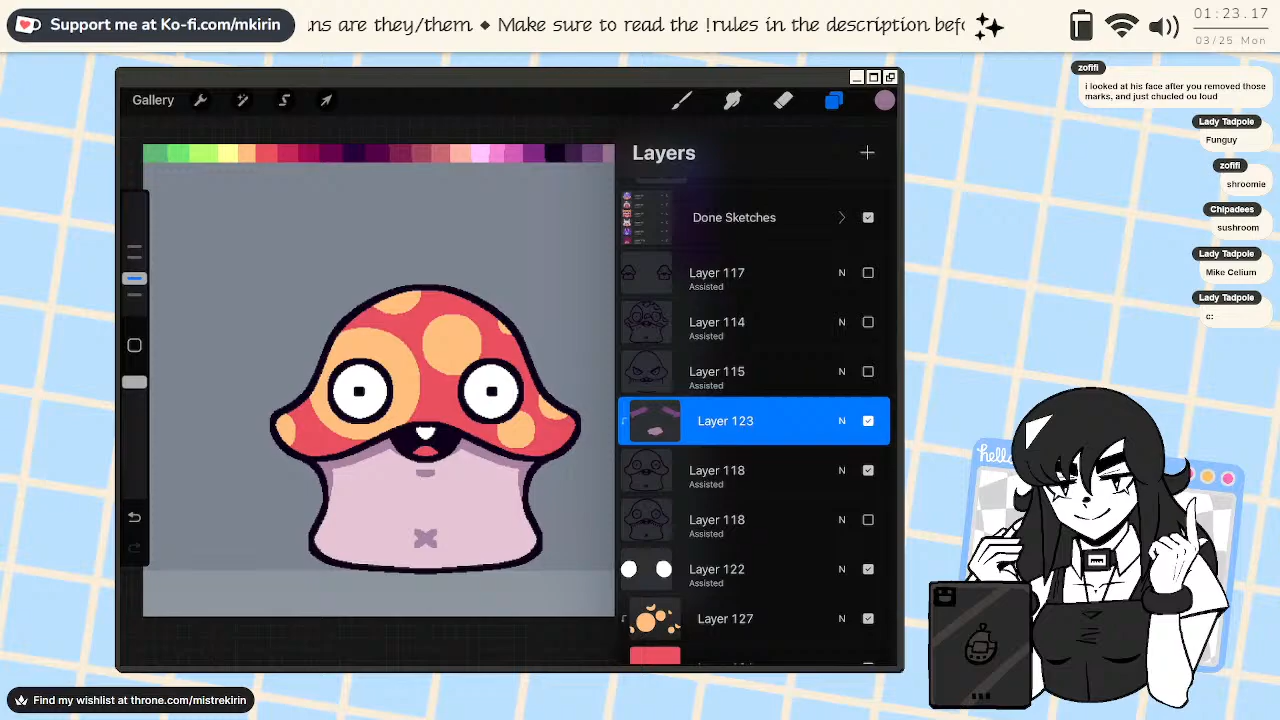 Support me at Ko-fi.com/mkirin
ns are they/them ◆ Make sure to read the !rules in the description bef
01:23.17
03/25 Mon
Gallery
Layers
Done Sketches
Layer 117
N
Assisted
Layer 114
N
Assisted
Layer 115
N
Assisted
Layer 123
N
Layer 118
N
Assisted
Layer 118
N
Assisted
Layer 122
N
Assisted
Layer 127
N
zofifi
i looked at his face after you removed those
marks, and just chucled ou loud
Lady Tadpole
Funguy
zofifi
shroomie
Chipadees
sushroom
Lady Tadpole
Mike Celium
Lady Tadpole
c:
hello
Find my wishlist at throne.com/mistrekirin